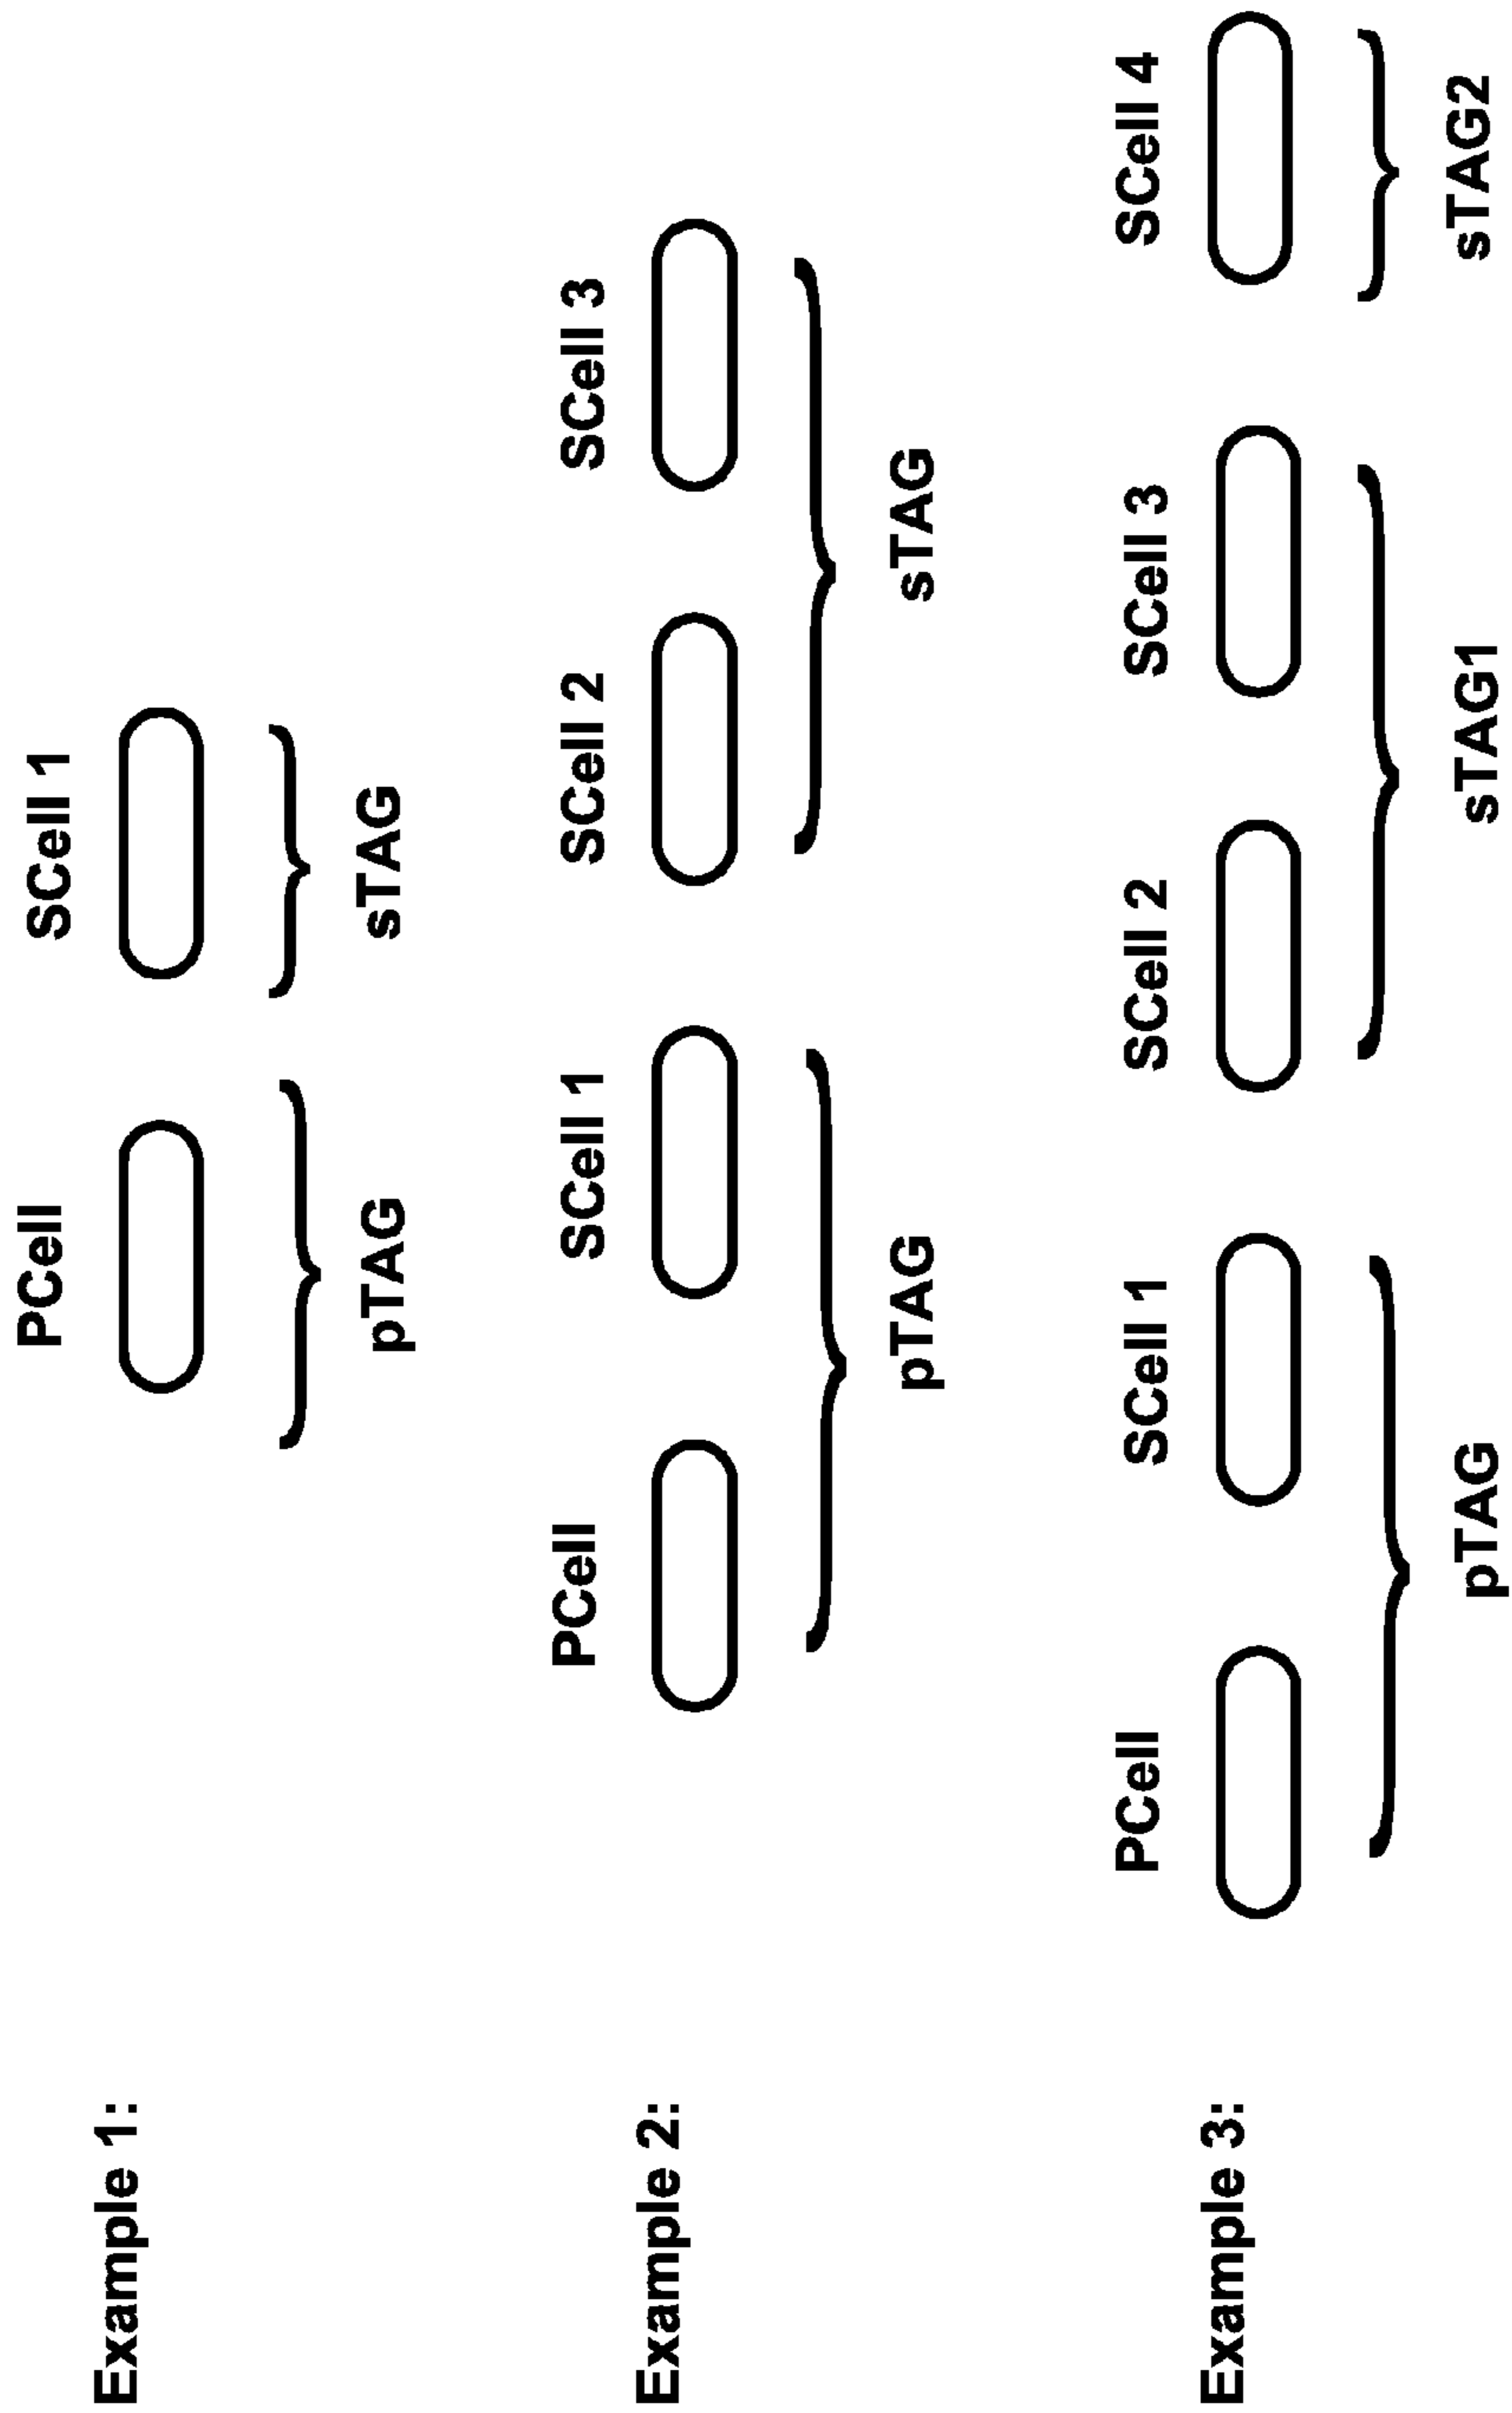 Example 1:
PCell SCell 1
pTAG sTAG
Example 2:
PCell SCell 1 SCell 2 SCell 3
pTAG sTAG
Example 3:
PCell SCell 1 SCell 2 SCell 3 SCell 4
pTAG sTAG1 sTAG2